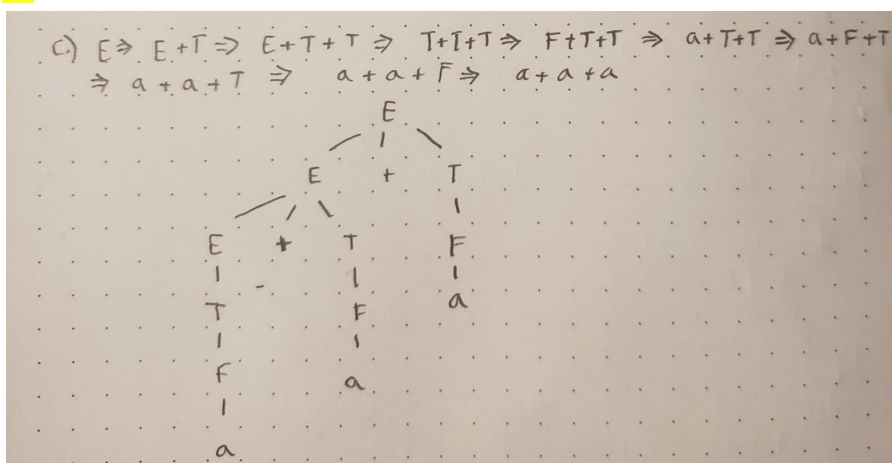 c) E ⇒ E+T ⇒ E+T+T ⇒ T+T+T ⇒ F+T+T ⇒ a+T+T ⇒ a+F+T
⇒ a+a+T ⇒ a+a+F ⇒ a+a+a
E
E + T
E + T F
T F a
F a
a